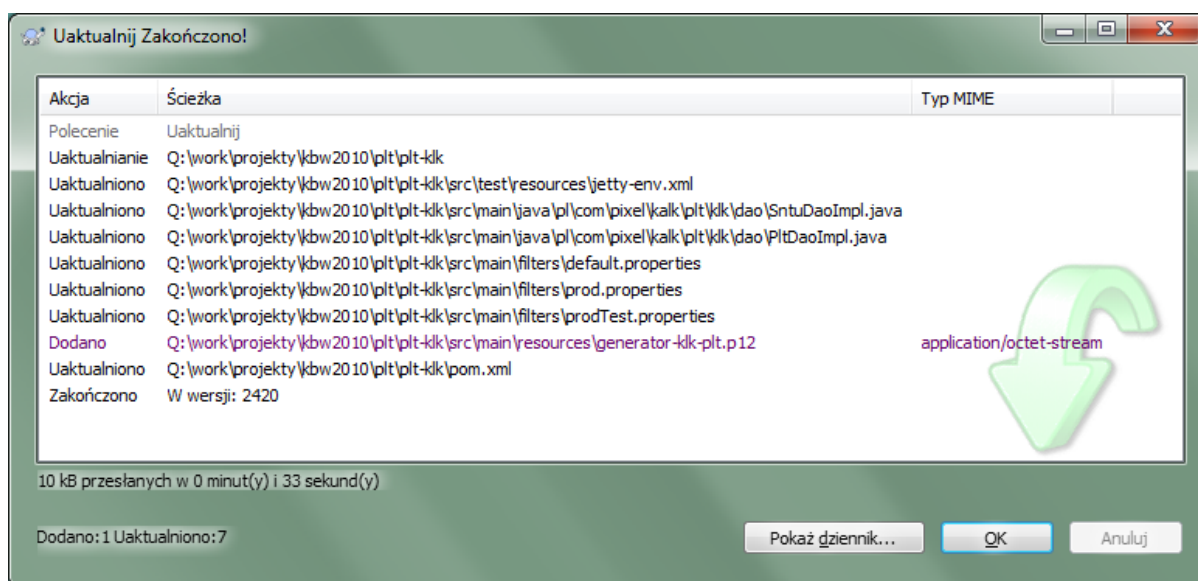 Uaktualnij Zakończono!
Akcja Ścieżka Typ MIME
Polecenie Uaktualnij
Uaktualnianie Q:\work\projekty\kbw2010\plt\plt-klk
Uaktualniono Q:\work\projekty\kbw2010\plt\plt-klk\src\test\resources\jetty-env.xml
Uaktualniono Q:\work\projekty\kbw2010\plt\plt-klk\src\main\java\pl\com\pixel\kalk\plt\klk\dao\SntuDaoImpl.java
Uaktualniono Q:\work\projekty\kbw2010\plt\plt-klk\src\main\java\pl\com\pixel\kalk\plt\klk\dao\PltDaoImpl.java
Uaktualniono Q:\work\projekty\kbw2010\plt\plt-klk\src\main\filters\default.properties
Uaktualniono Q:\work\projekty\kbw2010\plt\plt-klk\src\main\filters\prod.properties
Uaktualniono Q:\work\projekty\kbw2010\plt\plt-klk\src\main\filters\prodTest.properties
Dodano Q:\work\projekty\kbw2010\plt\plt-klk\src\main\resources\generator-klk-plt.p12 application/octet-stream
Uaktualniono Q:\work\projekty\kbw2010\plt\plt-klk\pom.xml
Zakończono W wersji: 2420
10 kB przesłanych w 0 minut(y) i 33 sekund(y)
Dodano:1 Uaktualniono:7
Pokaż dziennik... OK Anuluj